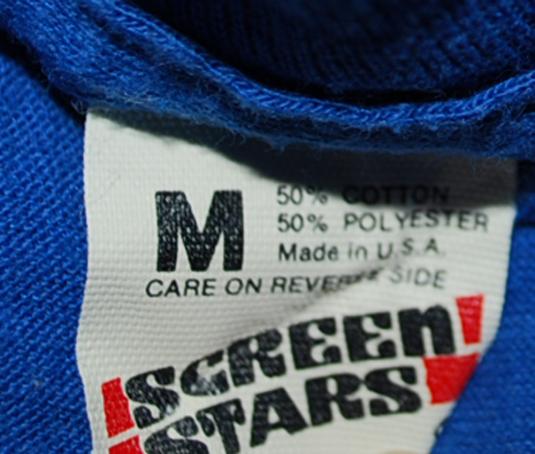 M
50% COTTON
50% POLYESTER
Made in U.S.A.
CARE ON REVERSE SIDE
SCREEN
STARS